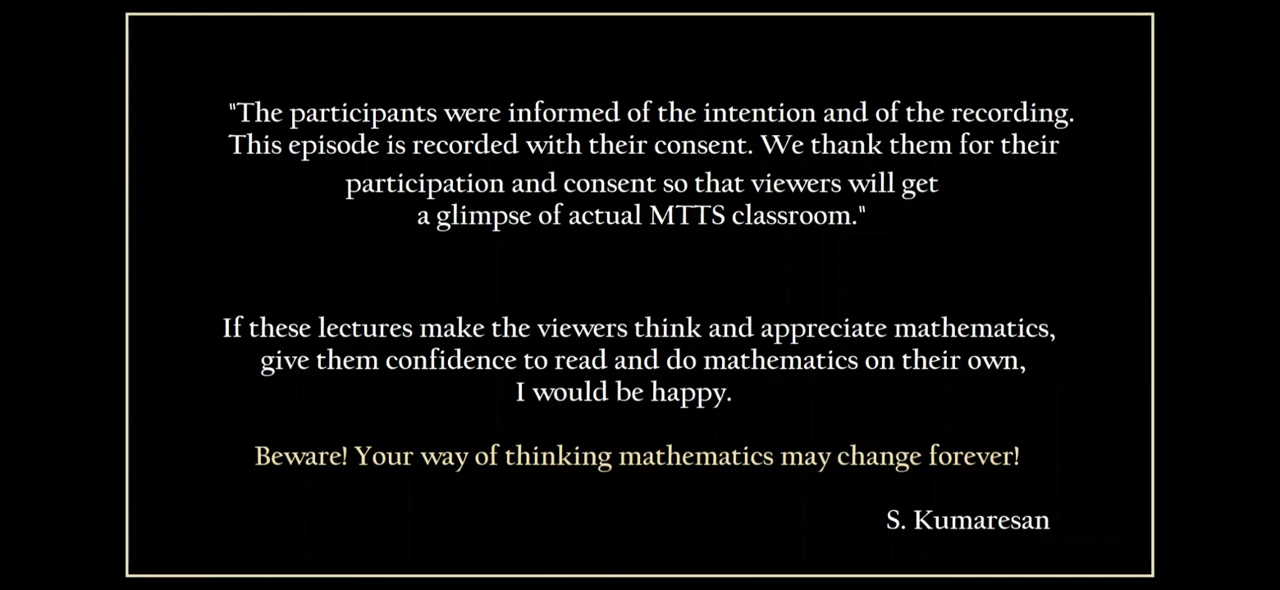 "The participants were informed of the intention and of the recording.
This episode is recorded with their consent. We thank them for their
participation and consent so that viewers will get
a glimpse of actual MTTS classroom."
If these lectures make the viewers think and appreciate mathematics,
give them confidence to read and do mathematics on their own,
I would be happy.
Beware! Your way of thinking mathematics may change forever!
S. Kumaresan